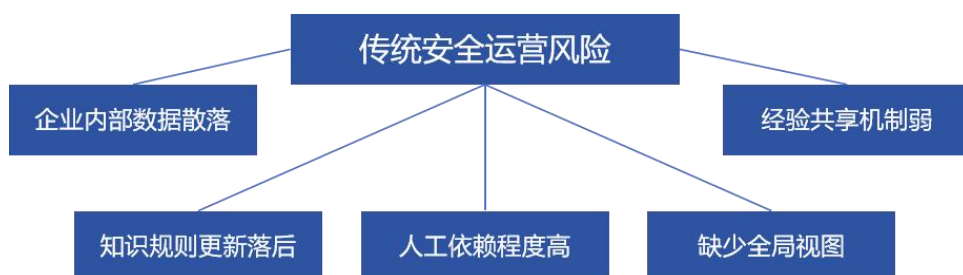 传统安全运营风险
企业内部数据散落
经验共享机制弱
知识规则更新落后
人工依赖程度高
缺少全局视图